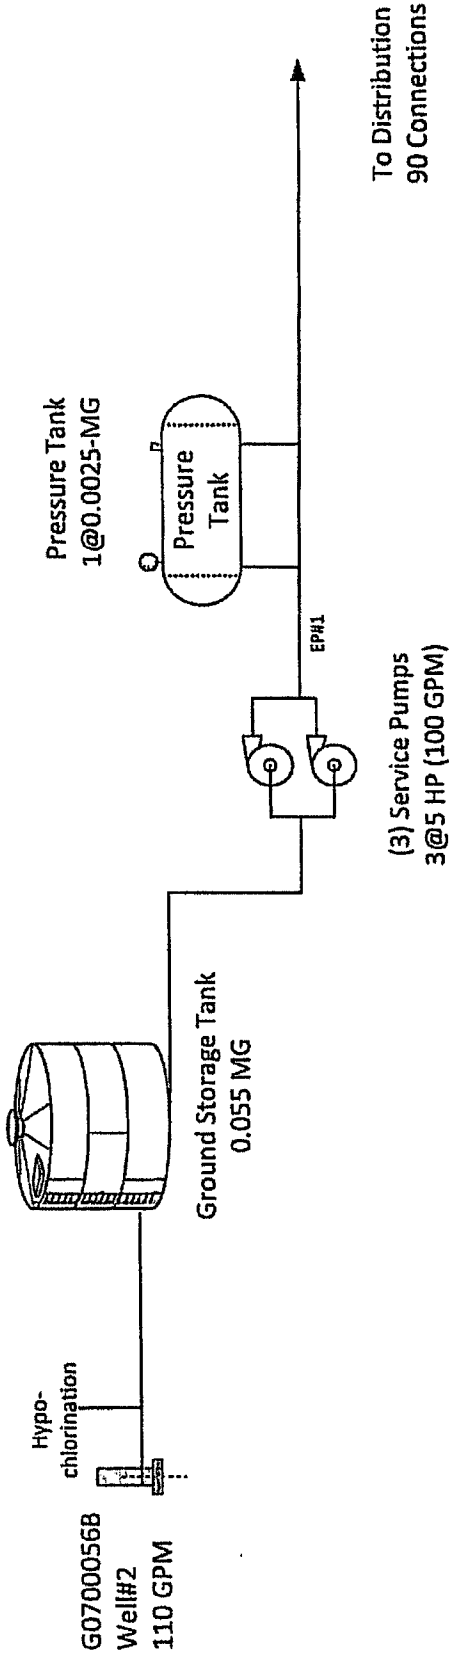 G0700056B
Well#2
110 GPM
Hypo-
chlorination
Ground Storage Tank
0.055 MG
(3) Service Pumps
3@5 HP (100 GPM)
EP#1
Pressure Tank
1@0.0025-MG
Pressure
Tank
To Distribution
90 Connections